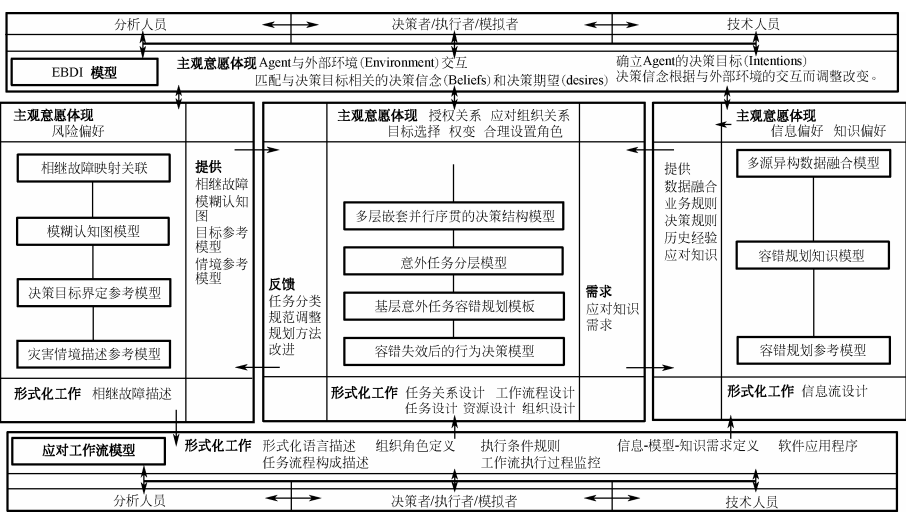 分析人员
决策者/执行者/模拟者
技术人员
EBDI 模型
主观意愿体现 Agent与外部环境(Environment)交互
匹配与决策目标相关的决策信念(Beliefs)和决策期望(desires)
确立Agent的决策目标(Intentions)
决策信念根据与外部环境的交互而调整改变。
主观意愿体现
风险偏好
相继故障映射关联
模糊认知图模型
决策目标界定参考模型
灾害情境描述参考模型
形式化工作 相继故障描述
提供
相继故障
模糊认知
图
目标参考
模型
情境参考
模型
反馈
任务分类
规范调整
规划方法
改进
主观意愿体现 授权关系 应对组织关系
目标选择 权变 合理设置角色
多层嵌套并行序贯的决策结构模型
意外任务分层模型
基层意外任务容错规划模板
容错失效后的行为决策模型
形式化工作 任务关系设计 工作流程设计
任务设计 资源设计 组织设计
需求
应对知识
需求
提供
数据融合
业务规则
决策规则
历史经验
应对知识
主观意愿体现
信息偏好 知识偏好
多源异构数据融合模型
容错规划知识模型
容错规划参考模型
形式化工作 信息流设计
应对工作流模型
形式化工作 形式化语言描述 组织角色定义 执行条件规则 信息-模型-知识需求定义 软件应用程序
任务流程构成描述 工作流执行过程监控
分析人员
决策者/执行者/模拟者
技术人员